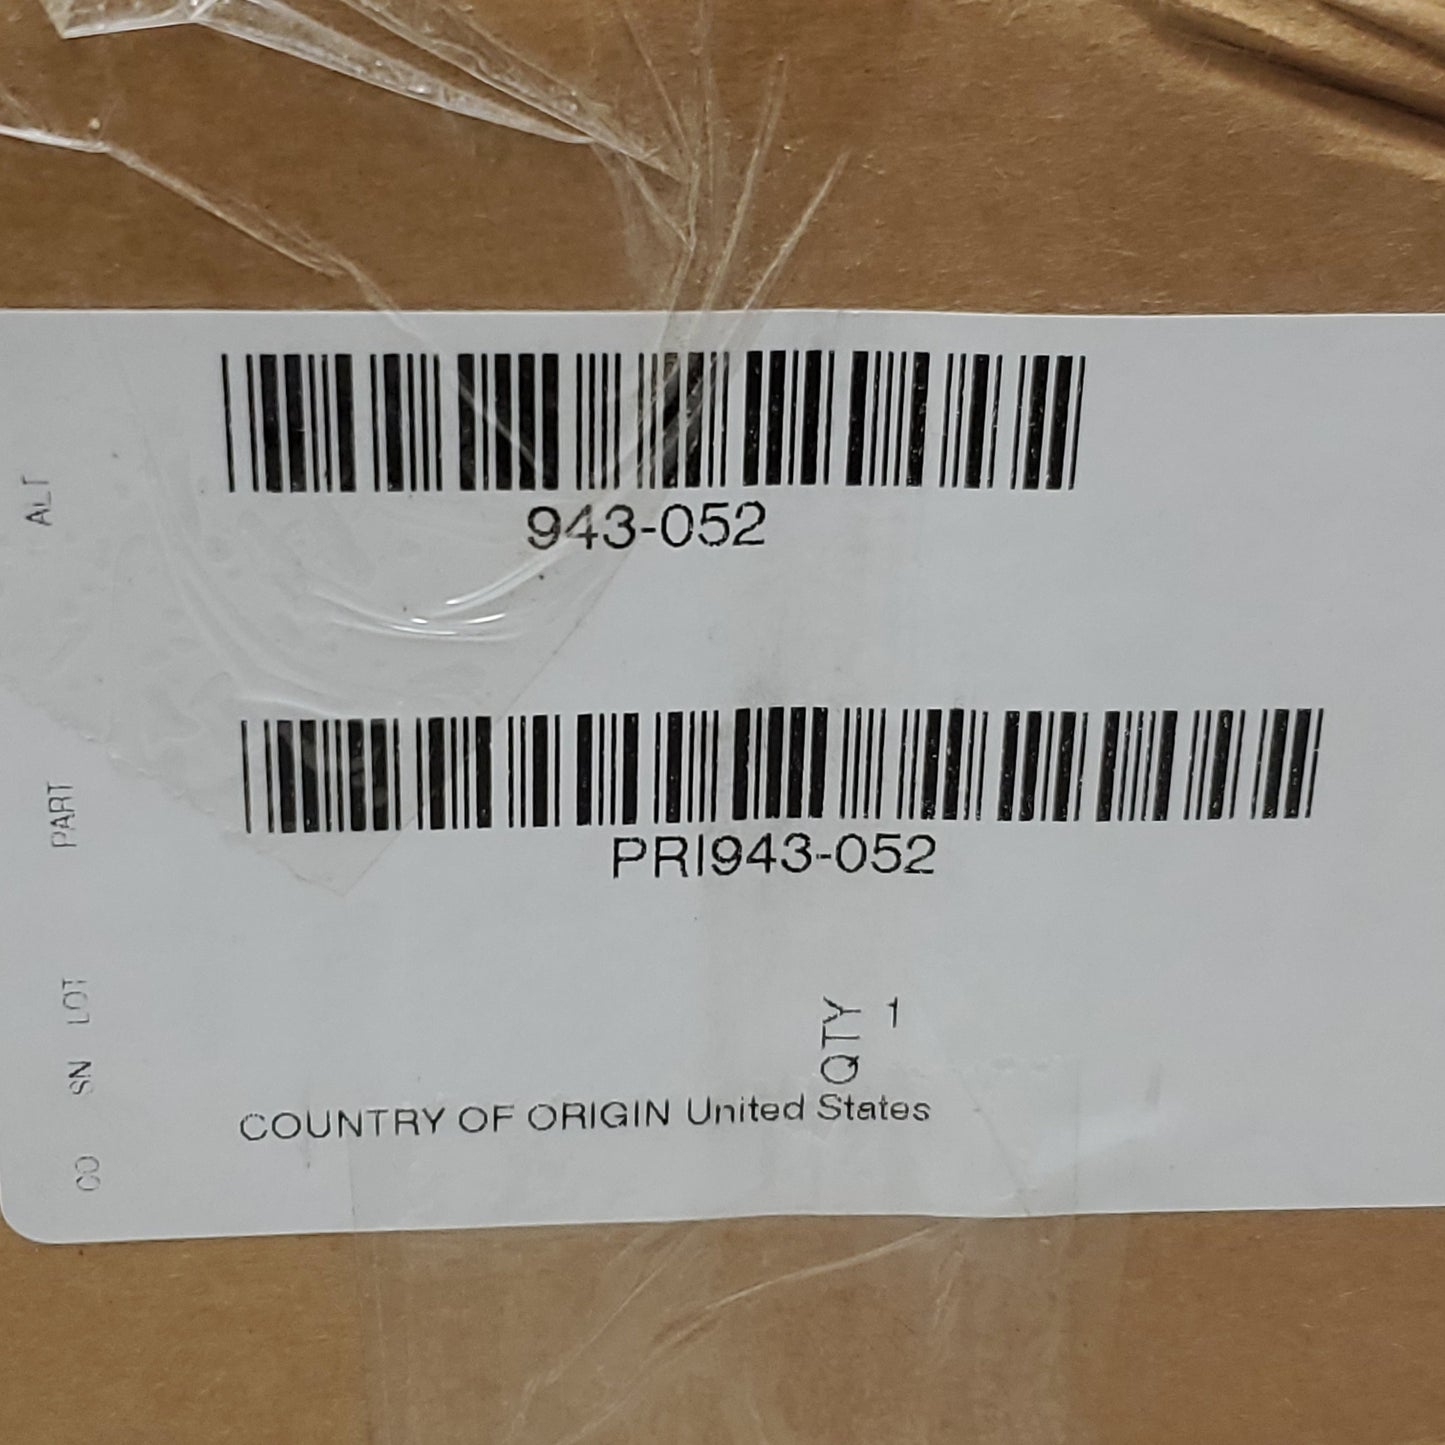 ALT
943-052
PART
PRI943-052
LOT
QTY 1
SN
COUNTRY OF ORIGIN United States
CO